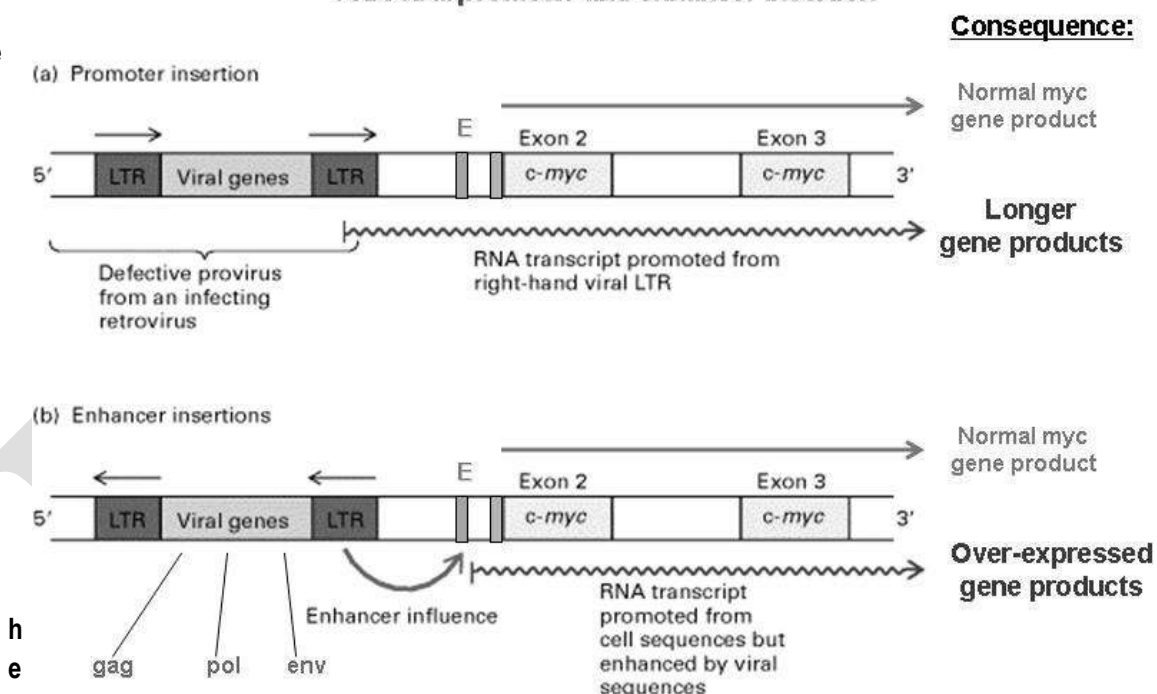 Consequence:
(a) Promoter insertion
Normal myc
gene product
E
Exon 2
Exon 3
5′
LTR
Viral genes
LTR
c-myc
c-myc
3′
Longer
gene products
RNA transcript promoted from
right-hand viral LTR
Defective provirus
from an infecting
retrovirus
(b) Enhancer insertions
Normal myc
gene product
E
Exon 2
Exon 3
5′
LTR
Viral genes
LTR
c-myc
c-myc
3′
Over-expressed
gene products
Enhancer influence
RNA transcript
promoted from
cell sequences but
enhanced by viral
sequences
h
e
gag
pol
env